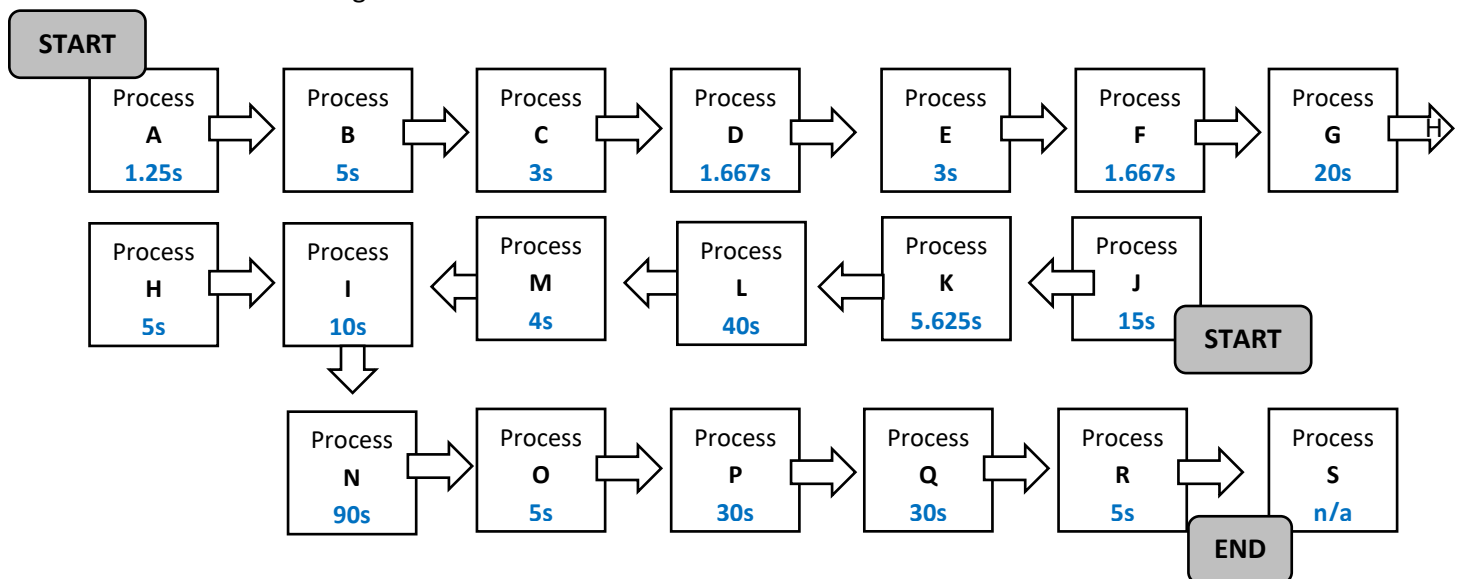 START
Process
A
1.25s
Process
B
5s
Process
C
3s
Process
D
1.667s
Process
E
3s
Process
F
1.667s
Process
G
20s
H
Process
H
5s
Process
I
10s
Process
M
4s
Process
L
40s
Process
K
5.625s
Process
J
15s
START
Process
N
90s
Process
O
5s
Process
P
30s
Process
Q
30s
Process
R
5s
Process
S
n/a
END